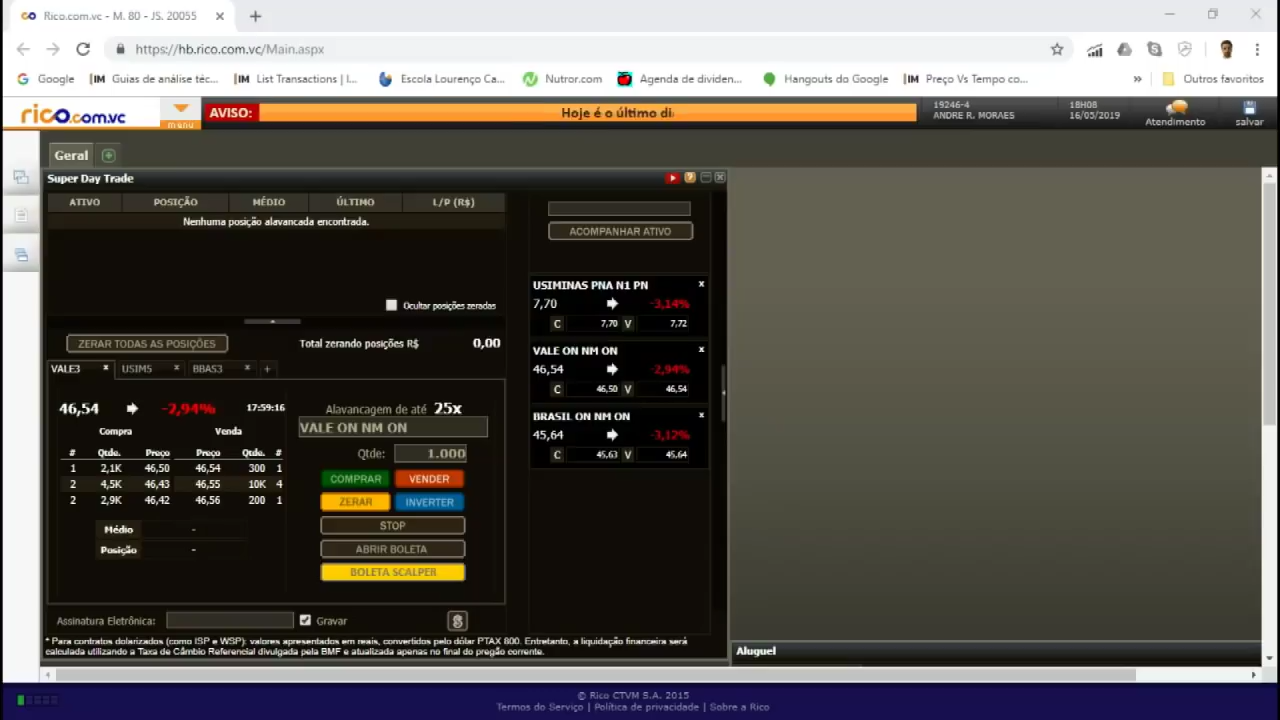 Rico.com.vc - M. 80 - JS. 20055
https://hb.rico.com.vc/Main.aspx
Google
Guias de análise téc...
List Transactions | I...
Escola Lourenço Ca...
Nutror.com
Agenda de dividen...
Hangouts do Google
Preço Vs Tempo co...
»
Outros favoritos
rico.com.vc
menu
AVISO:
Hoje é o último di
19246-4
ANDRE R. MORAES
18H08
16/05/2019
Atendimento
salvar
Geral
Super Day Trade
ATIVO POSIÇÃO MÉDIO ÚLTIMO L/P (R$)
Nenhuma posição alavancada encontrada.
Ocultar posições zeradas
ZERAR TODAS AS POSIÇÕES
Total zerando posições R$ 0,00
VALE3 x USIM5 x BBAS3 x +
46,54 -2,94% 17:59:16
Compra Venda
# Qtde. Preço Preço Qtde. #
1 2,1K 46,50 46,54 300 1
2 4,5K 46,43 46,55 10K 4
2 2,9K 46,42 46,56 200 1
Médio -
Posição -
Alavancagem de até 25x
VALE ON NM ON
Qtde: 1.000
COMPRAR VENDER
ZERAR INVERTER
STOP
ABRIR BOLETA
BOLETA SCALPER
Assinatura Eletrônica:
Gravar
* Para contratos dolarizados (como ISP e WSP): valores apresentados em reais, convertidos pelo dólar PTAX 800. Entretanto, a liquidação financeira será
calculada utilizando a Taxa de Câmbio Referencial divulgada pela BMF e atualizada apenas no final do pregão corrente.
ACOMPANHAR ATIVO
USIMINAS PNA N1 PN x
7,70 -3,14%
C 7,70 V 7,72
VALE ON NM ON x
46,54 -2,94%
C 46,50 V 46,54
BRASIL ON NM ON x
45,64 -3,12%
C 45,63 V 45,64
Aluguel
© Rico CTVM S.A. 2015
Termos do Serviço | Política de privacidade | Sobre a Rico